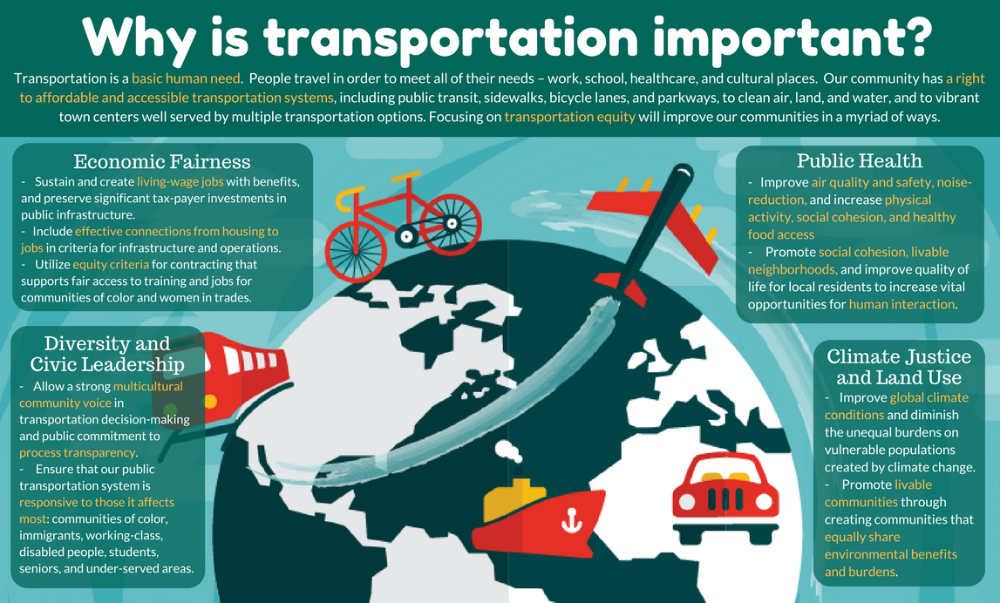 Why is transportation important?
Transportation is a basic human need. People travel in order to meet all of their needs – work, school, healthcare, and cultural places. Our community has a right
to affordable and accessible transportation systems, including public transit, sidewalks, bicycle lanes, and parkways, to clean air, land, and water, and to vibrant
town centers well served by multiple transportation options. Focusing on transportation equity will improve our communities in a myriad of ways.
Economic Fairness
- Sustain and create living-wage jobs with benefits,
and preserve significant tax-payer investments in
public infrastructure.
- Include effective connections from housing to
jobs in criteria for infrastructure and operations.
- Utilize equity criteria for contracting that
supports fair access to training and jobs for
communities of color and women in trades.
Diversity and
Civic Leadership
- Allow a strong multicultural
community voice in
transportation decision-making
and public commitment to
process transparency.
- Ensure that our public
transportation system is
responsive to those it affects
most: communities of color,
immigrants, working-class,
disabled people, students,
seniors, and under-served areas.
Public Health
- Improve air quality and safety, noise-
reduction, and increase physical
activity, social cohesion, and healthy
food access
- Promote social cohesion, livable
neighborhoods, and improve quality of
life for local residents to increase vital
opportunities for human interaction.
Climate Justice
and Land Use
- Improve global climate
conditions and diminish
the unequal burdens on
vulnerable populations
created by climate change.
- Promote livable
communities through
creating communities that
equally share
environmental benefits
and burdens.